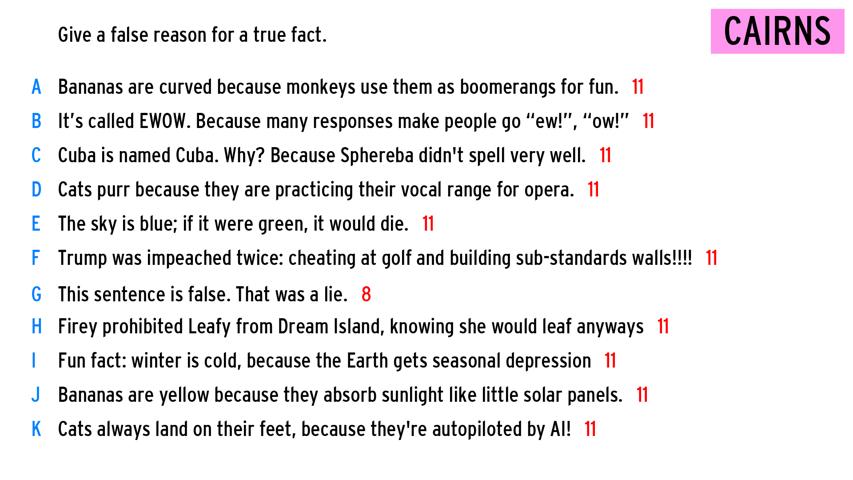 Give a false reason for a true fact.
CAIRNS
A Bananas are curved because monkeys use them as boomerangs for fun. 11
B It’s called EWOW. Because many responses make people go “ew!”, “ow!” 11
C Cuba is named Cuba. Why? Because Sphereba didn't spell very well. 11
D Cats purr because they are practicing their vocal range for opera. 11
E The sky is blue; if it were green, it would die. 11
F Trump was impeached twice: cheating at golf and building sub-standards walls!!!! 11
G This sentence is false. That was a lie. 8
H Firey prohibited Leafy from Dream Island, knowing she would leaf anyways 11
I Fun fact: winter is cold, because the Earth gets seasonal depression 11
J Bananas are yellow because they absorb sunlight like little solar panels. 11
K Cats always land on their feet, because they're autopiloted by AI! 11